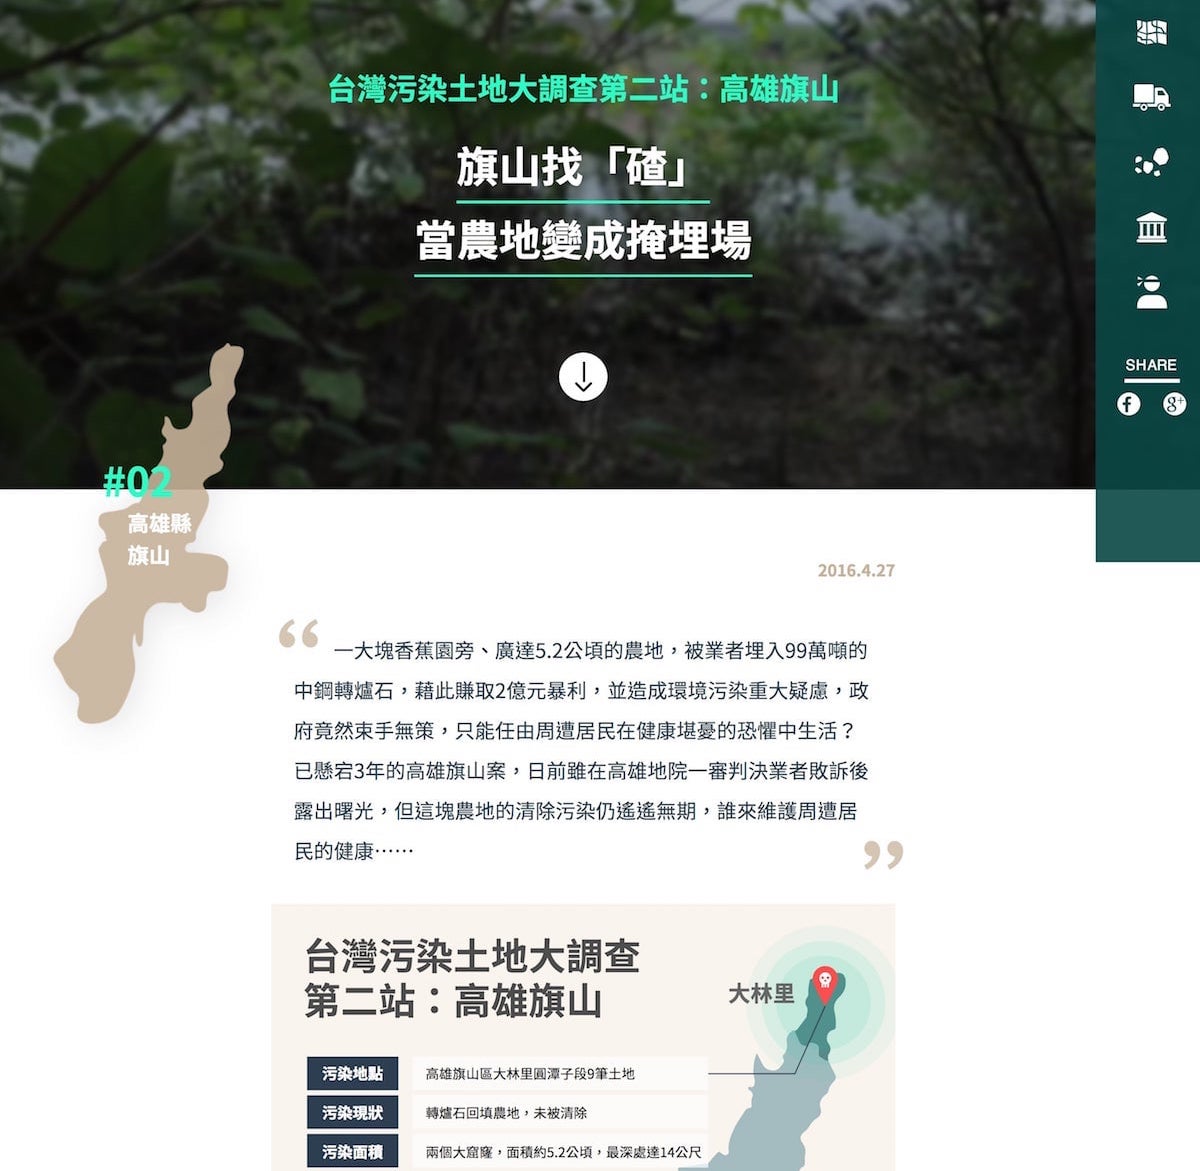 台灣污染土地大調查第二站：高雄旗山
旗山找「碴」
當農地變成掩埋場
SHARE
#02
高雄縣
旗山
2016.4.27
一大塊香蕉園旁、廣達5.2公頃的農地，被業者埋入99萬噸的
中鋼轉爐石，藉此賺取2億元暴利，並造成環境污染重大疑慮，政
府竟然束手無策，只能任由周遭居民在健康堪憂的恐懼中生活？
已懸宕3年的高雄旗山案，日前雖在高雄地院一審判決業者敗訴後
露出曙光，但這塊農地的清除污染仍遙遙無期，誰來維護周遭居
民的健康……
台灣污染土地大調查
第二站：高雄旗山
大林里
污染地點 高雄旗山區大林里圓潭子段9筆土地
污染現狀 轉爐石回填農地，未被清除
污染面積 兩個大窟窿，面積約5.2公頃，最深處達14公尺